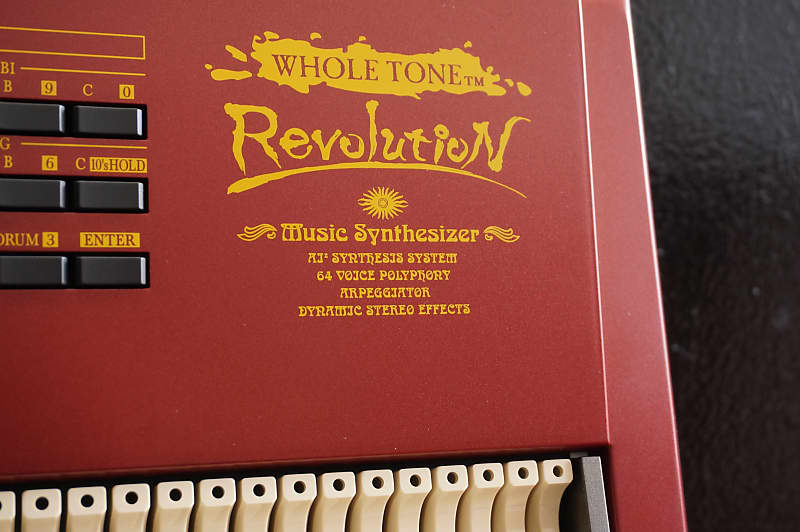 BI
B 9 C 0
G
B 6 C 10'sHOLD
DRUM 3 ENTER
WHOLE TONE™
Revolution
Music Synthesizer
AI² SYNTHESIS SYSTEM
64 VOICE POLYPHONY
ARPEGGIATOR
DYNAMIC STEREO EFFECTS